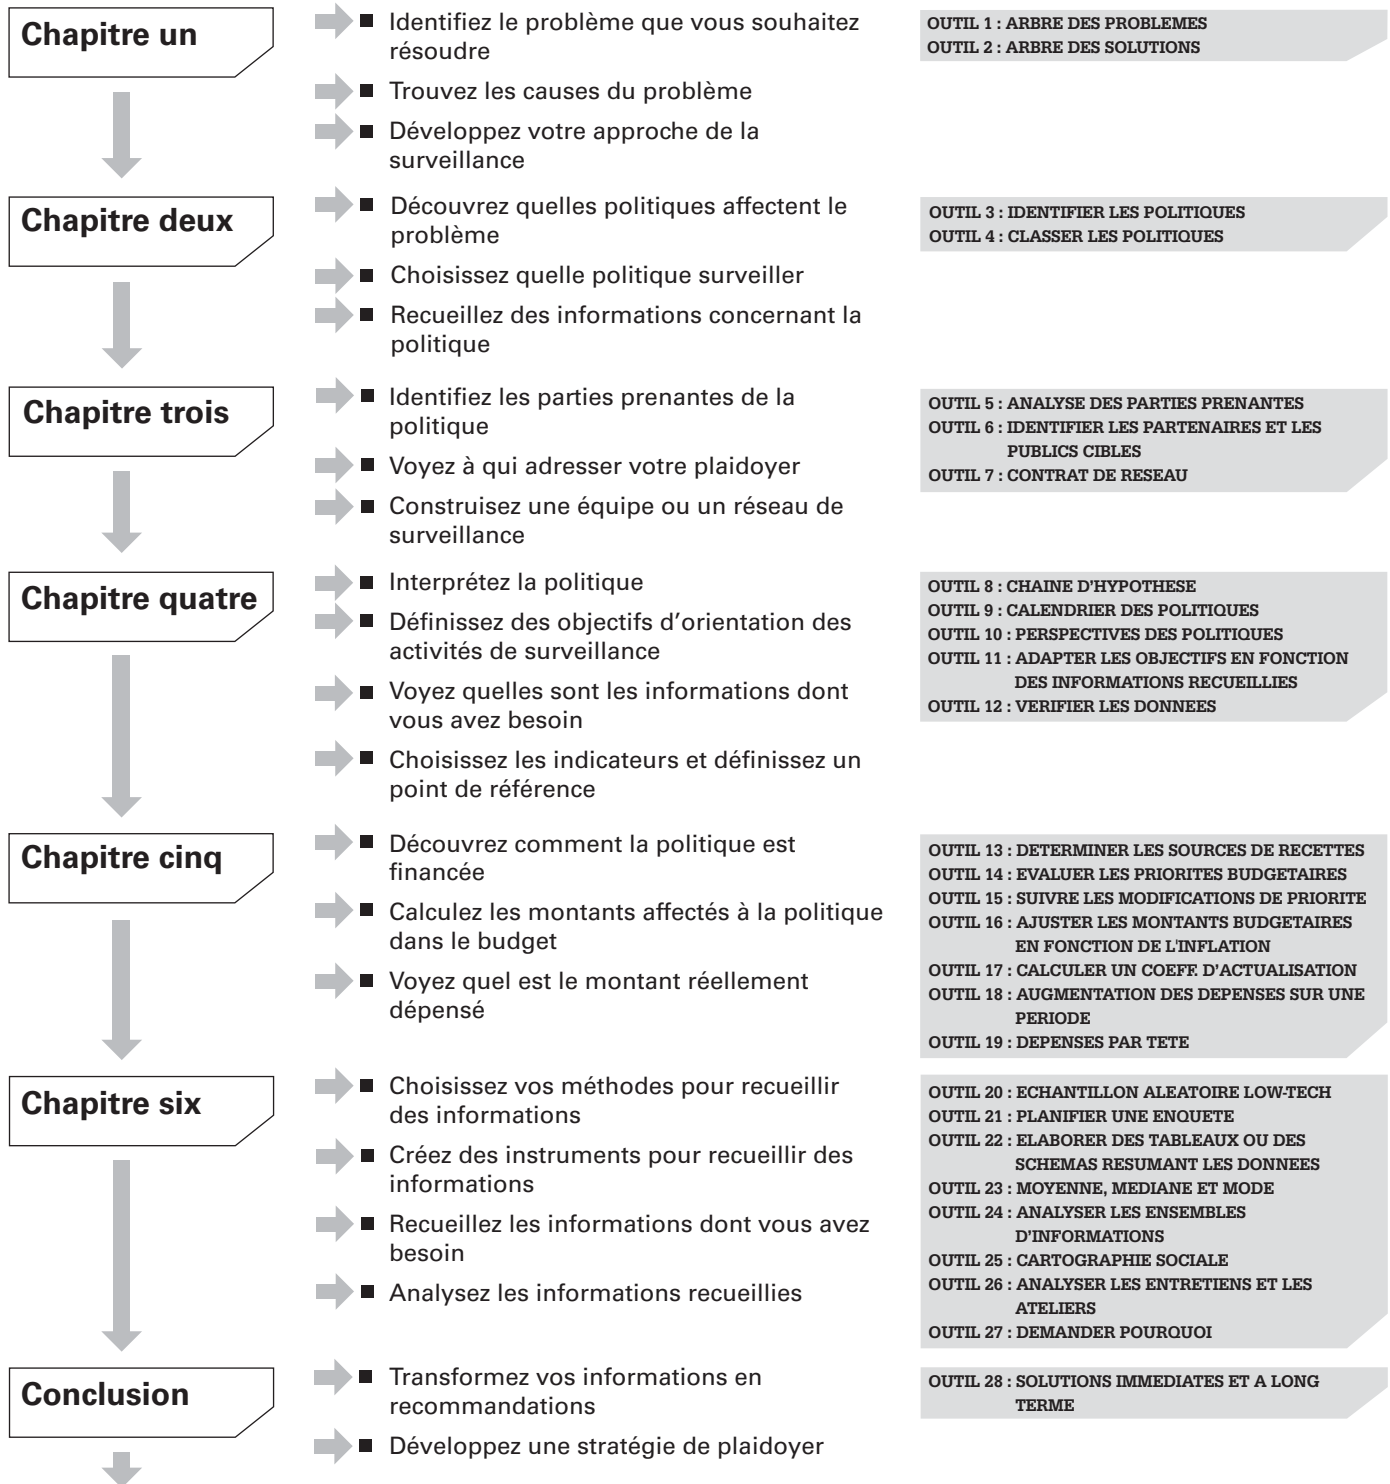 Chapitre un
■ Identifiez le problème que vous souhaitez
résoudre
■ Trouvez les causes du problème
■ Développez votre approche de la
surveillance
OUTIL 1 : ARBRE DES PROBLEMES
OUTIL 2 : ARBRE DES SOLUTIONS
Chapitre deux
■ Découvrez quelles politiques affectent le
problème
■ Choisissez quelle politique surveiller
■ Recueillez des informations concernant la
politique
OUTIL 3 : IDENTIFIER LES POLITIQUES
OUTIL 4 : CLASSER LES POLITIQUES
Chapitre trois
■ Identifiez les parties prenantes de la
politique
■ Voyez à qui adresser votre plaidoyer
■ Construisez une équipe ou un réseau de
surveillance
OUTIL 5 : ANALYSE DES PARTIES PRENANTES
OUTIL 6 : IDENTIFIER LES PARTENAIRES ET LES
PUBLICS CIBLES
OUTIL 7 : CONTRAT DE RESEAU
Chapitre quatre
■ Interprétez la politique
■ Définissez des objectifs d'orientation des
activités de surveillance
■ Voyez quelles sont les informations dont
vous avez besoin
■ Choisissez les indicateurs et définissez un
point de référence
OUTIL 8 : CHAINE D'HYPOTHESE
OUTIL 9 : CALENDRIER DES POLITIQUES
OUTIL 10 : PERSPECTIVES DES POLITIQUES
OUTIL 11 : ADAPTER LES OBJECTIFS EN FONCTION
DES INFORMATIONS RECUEILLIES
OUTIL 12 : VERIFIER LES DONNEES
Chapitre cinq
■ Découvrez comment la politique est
financée
■ Calculez les montants affectés à la politique
dans le budget
■ Voyez quel est le montant réellement
dépensé
OUTIL 13 : DETERMINER LES SOURCES DE RECETTES
OUTIL 14 : EVALUER LES PRIORITES BUDGETAIRES
OUTIL 15 : SUIVRE LES MODIFICATIONS DE PRIORITE
OUTIL 16 : AJUSTER LES MONTANTS BUDGETAIRES
EN FONCTION DE L'INFLATION
OUTIL 17 : CALCULER UN COEFF. D'ACTUALISATION
OUTIL 18 : AUGMENTATION DES DEPENSES SUR UNE
PERIODE
OUTIL 19 : DEPENSES PAR TETE
Chapitre six
■ Choisissez vos méthodes pour recueillir
des informations
■ Créez des instruments pour recueillir des
informations
■ Recueillez les informations dont vous avez
besoin
■ Analysez les informations recueillies
OUTIL 20 : ECHANTILLON ALEATOIRE LOW-TECH
OUTIL 21 : PLANIFIER UNE ENQUETE
OUTIL 22 : ELABORER DES TABLEAUX OU DES
SCHEMAS RESUMANT LES DONNEES
OUTIL 23 : MOYENNE, MEDIANE ET MODE
OUTIL 24 : ANALYSER LES ENSEMBLES
D'INFORMATIONS
OUTIL 25 : CARTOGRAPHIE SOCIALE
OUTIL 26 : ANALYSER LES ENTRETIENS ET LES
ATELIERS
OUTIL 27 : DEMANDER POURQUOI
Conclusion
■ Transformez vos informations en
recommandations
■ Développez une stratégie de plaidoyer
OUTIL 28 : SOLUTIONS IMMEDIATES ET A LONG
TERME